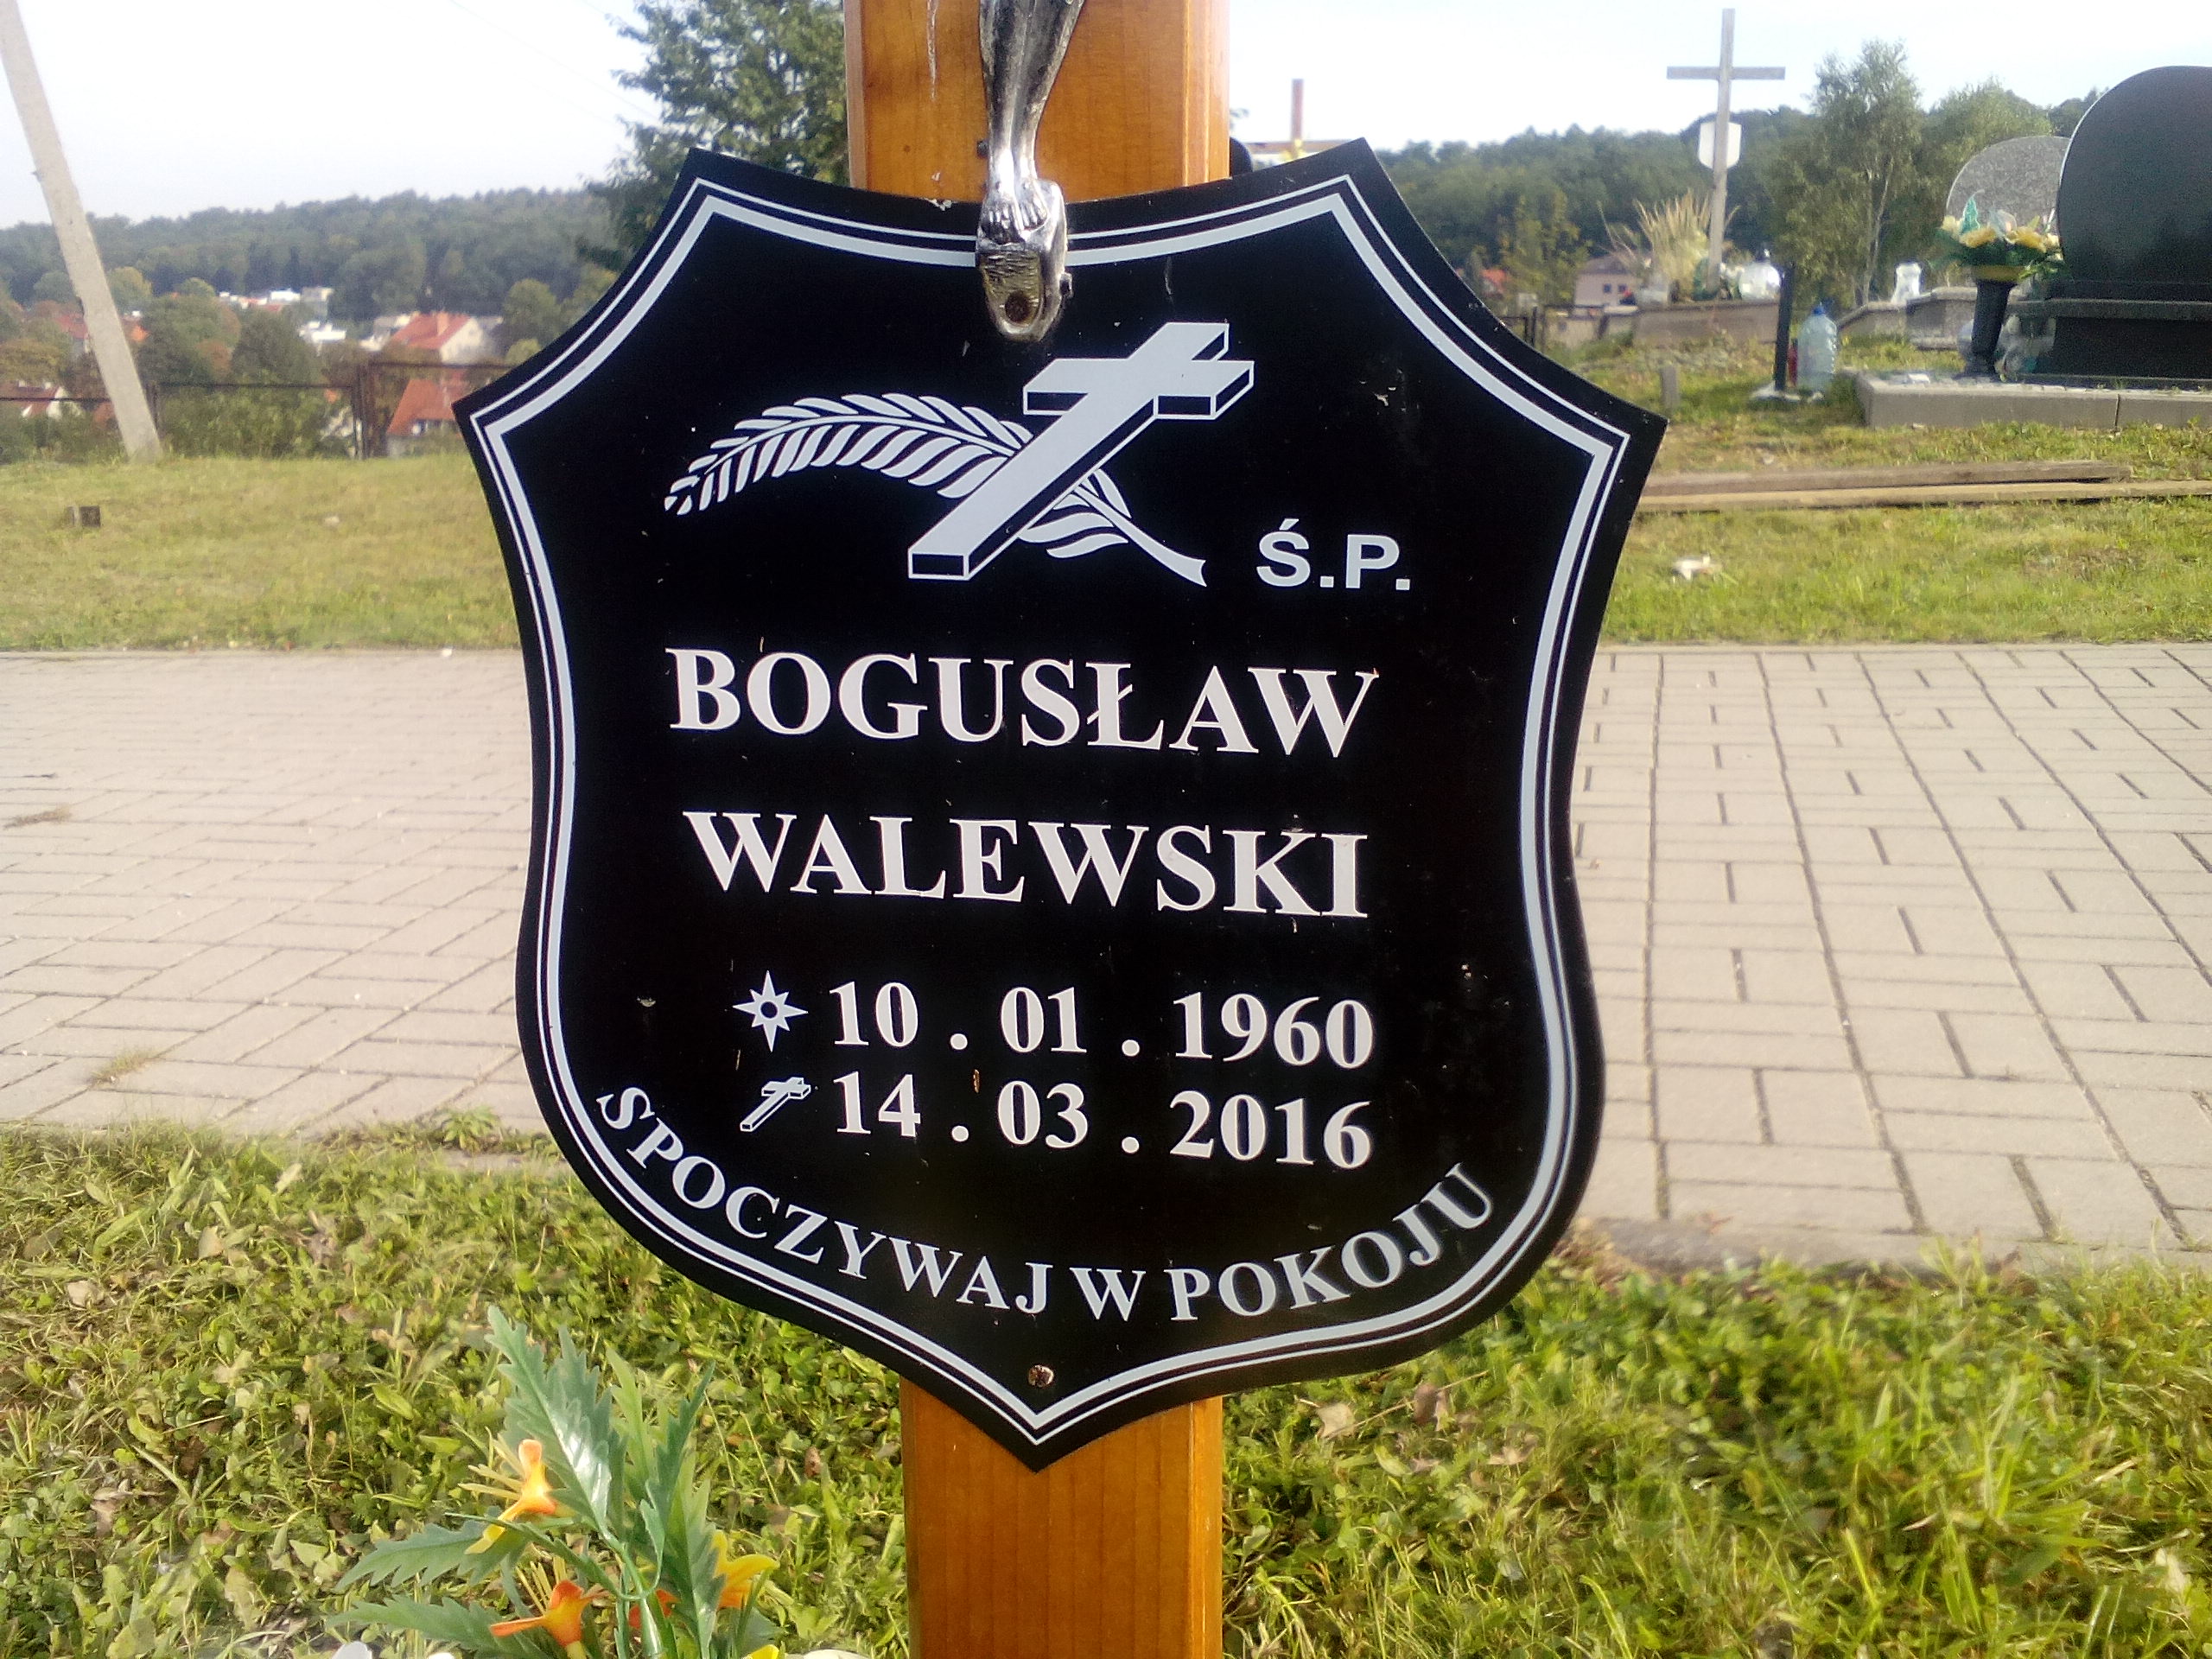 Ś.P.
BOGUSŁAW
WALEWSKI
10 . 01 . 1960
14 . 03 . 2016
SPOCZYWAJ W POKOJU